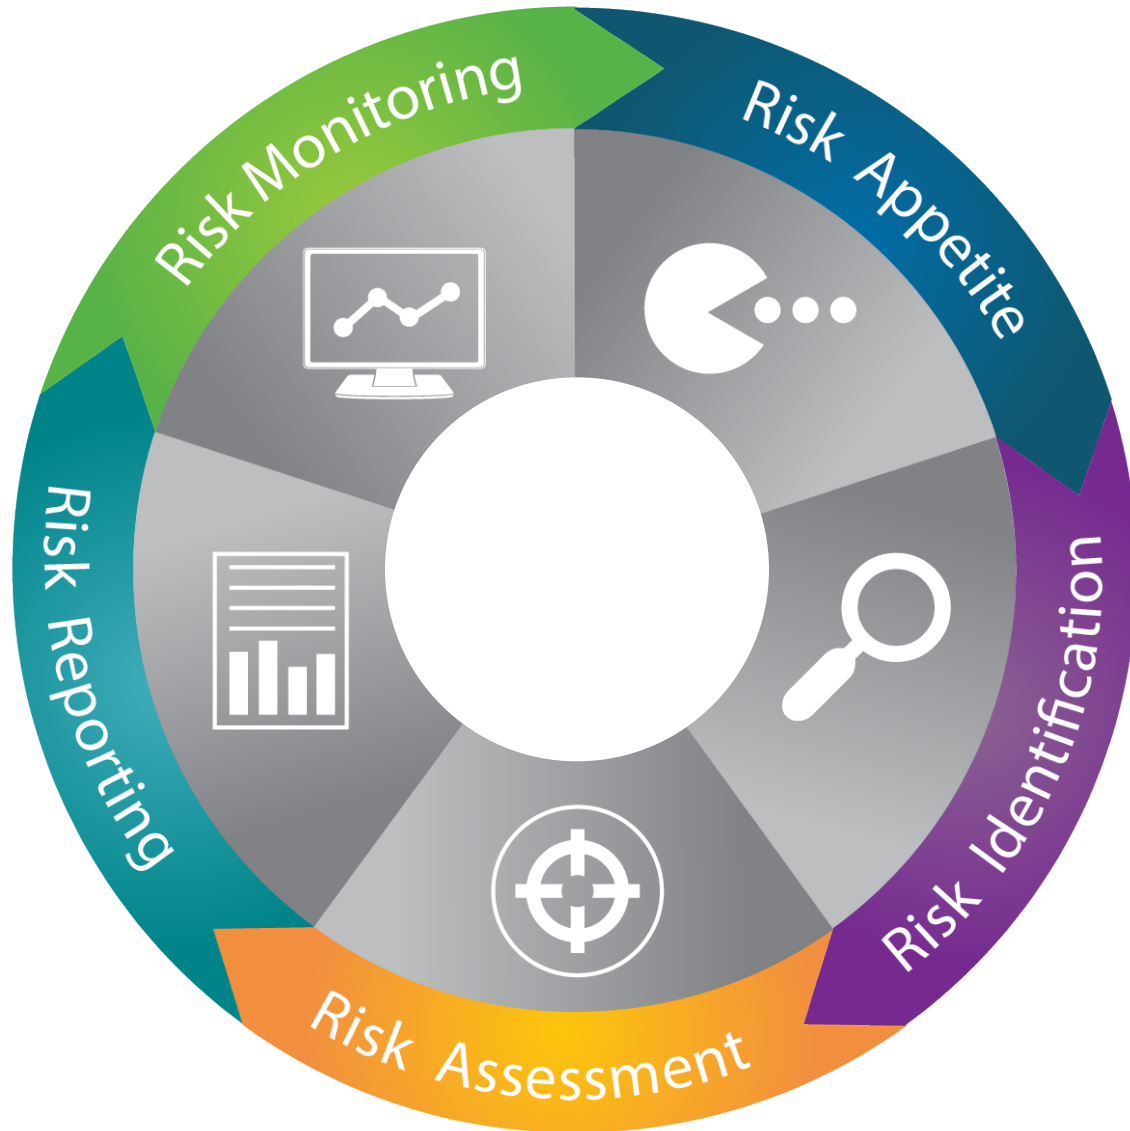 Risk Monitoring
Risk Appetite
Risk Identification
Risk Assessment
Risk Reporting